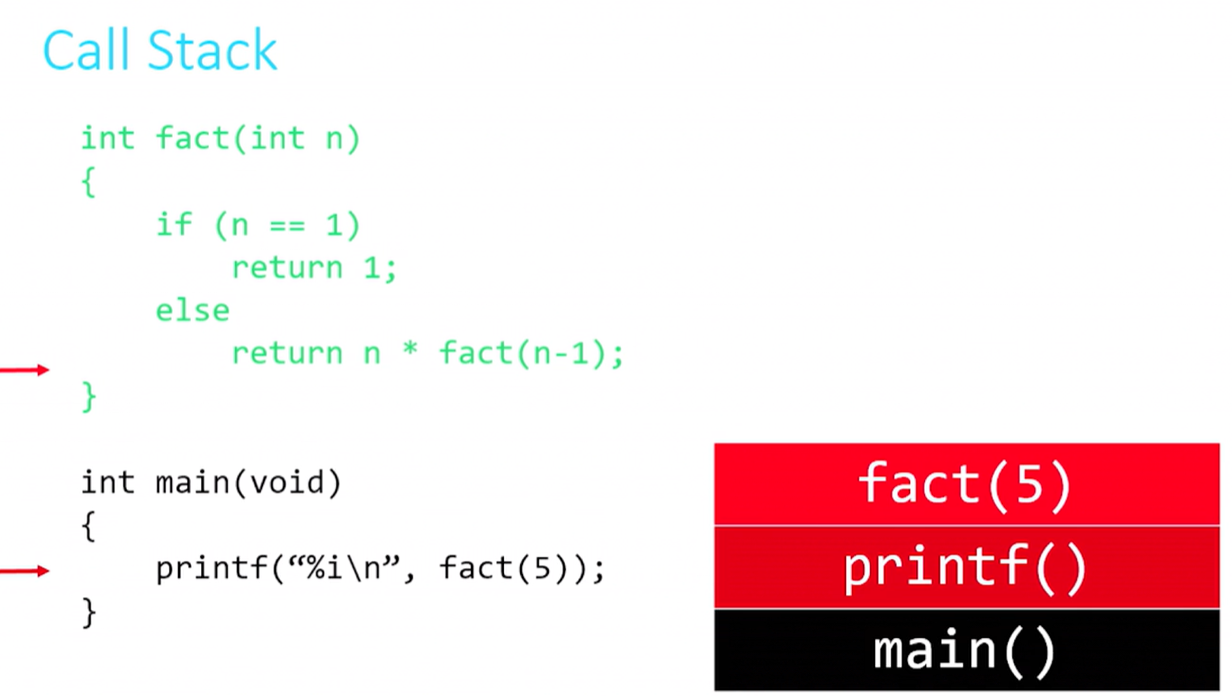 Call Stack
int fact(int n)
{
    if (n == 1)
        return 1;
    else
        return n * fact(n-1);
}
int main(void)
{
    printf(“%i\n”, fact(5));
}
fact(5)
printf()
main()